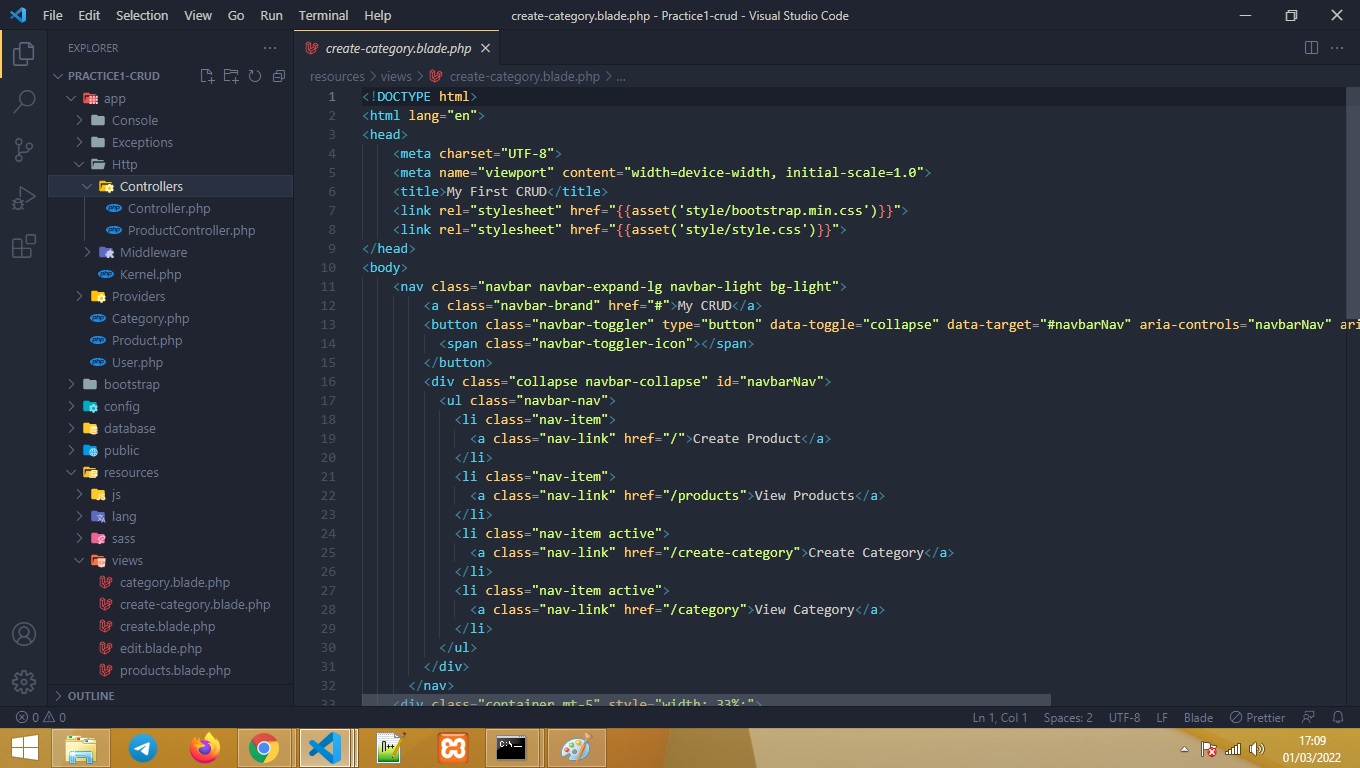 File Edit Selection View Go Run Terminal Help create-category.blade.php - Practice1-crud - Visual Studio Code
EXPLORER
PRACTICE1-CRUD
app
Console
Exceptions
Http
Controllers
Controller.php
ProductController.php
Middleware
Kernel.php
Providers
Category.php
Product.php
User.php
bootstrap
config
database
public
resources
js
lang
sass
views
category.blade.php
create-category.blade.php
create.blade.php
edit.blade.php
products.blade.php
OUTLINE
create-category.blade.php
resources > views > create-category.blade.php > ...
1 <!DOCTYPE html>
2 <html lang="en">
3 <head>
4 <meta charset="UTF-8">
5 <meta name="viewport" content="width=device-width, initial-scale=1.0">
6 <title>My First CRUD</title>
7 <link rel="stylesheet" href="{{asset('style/bootstrap.min.css')}}">
8 <link rel="stylesheet" href="{{asset('style/style.css')}}">
9 </head>
10 <body>
11 <nav class="navbar navbar-expand-lg navbar-light bg-light">
12 <a class="navbar-brand" href="#">My CRUD</a>
13 <button class="navbar-toggler" type="button" data-toggle="collapse" data-target="#navbarNav" aria-controls="navbarNav" ari
14 <span class="navbar-toggler-icon"></span>
15 </button>
16 <div class="collapse navbar-collapse" id="navbarNav">
17 <ul class="navbar-nav">
18 <li class="nav-item">
19 <a class="nav-link" href="/">Create Product</a>
20 </li>
21 <li class="nav-item">
22 <a class="nav-link" href="/products">View Products</a>
23 </li>
24 <li class="nav-item active">
25 <a class="nav-link" href="/create-category">Create Category</a>
26 </li>
27 <li class="nav-item active">
28 <a class="nav-link" href="/category">View Category</a>
29 </li>
30 </ul>
31 </div>
32 </nav>
33 <div class="container mt-5" style="width: 33%;">
0 0 Ln 1, Col 1 Spaces: 2 UTF-8 LF Blade Prettier
17:09
01/03/2022